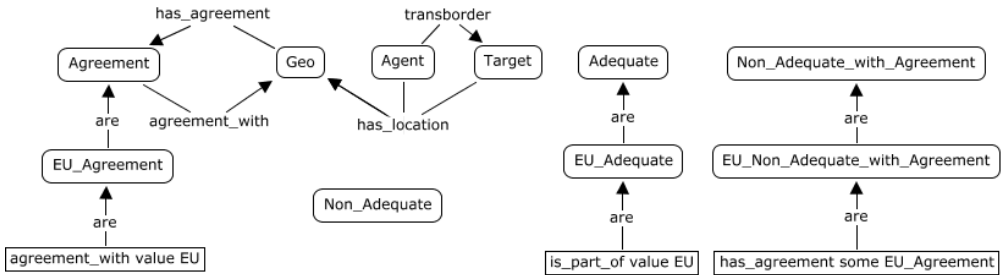 has_agreement
transborder
Agreement
Geo
Agent
Target
Adequate
Non_Adequate_with_Agreement
are
agreement_with
has_location
are
are
EU_Agreement
EU_Adequate
EU_Non_Adequate_with_Agreement
Non_Adequate
are
are
are
agreement_with value EU
is_part_of value EU
has_agreement some EU_Agreement